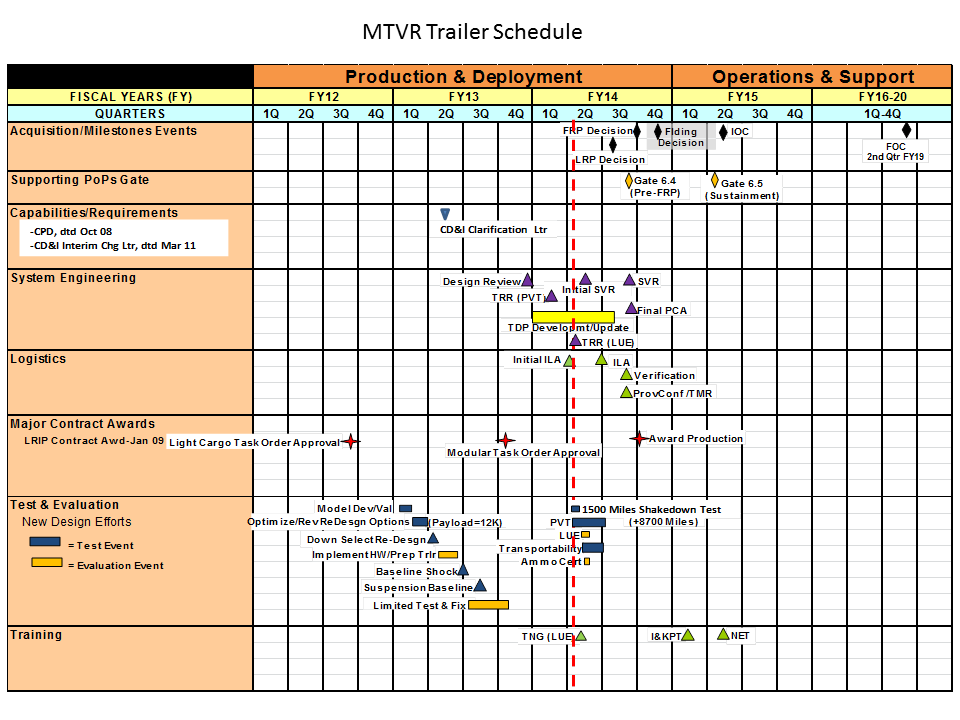 MTVR Trailer Schedule
Production & Deployment Operations & Support
FISCAL YEARS (FY) FY12 FY13 FY14 FY15 FY16-20
QUARTERS 1Q 2Q 3Q 4Q 1Q 2Q 3Q 4Q 1Q 2Q 3Q 4Q 1Q 2Q 3Q 4Q 1Q-4Q
Acquisition/Milestones Events
FRP Decision
Flding
Decision
IOC
LRP Decision
FOC
2nd Qtr FY19
Supporting PoPs Gate
Gate 6.4
(Pre-FRP)
Gate 6.5
(Sustainment)
Capabilities/Requirements
-CPD, dtd Oct 08
-CD&I Interim Chg Ltr, dtd Mar 11
CD&I Clarification Ltr
System Engineering
Design Review
Initial SVR
SVR
TRR (PVT)
Final PCA
TDP Developmt/Update
TRR (LUE)
Logistics
Initial ILA
ILA
Verification
ProvConf/TMR
Major Contract Awards
LRIP Contract Awd-Jan 09
Light Cargo Task Order Approval
Modular Task Order Approval
Award Production
Test & Evaluation
New Design Efforts
= Test Event
= Evaluation Event
Model Dev/Val
Optimize/Rev ReDesgn Options
(Payload=12K)
Down Select Re-Desgn
Implement HW/Prep Trlr
Baseline Shock
Suspension Baseline
Limited Test & Fix
1500 Miles Shakedown Test
PVT
(+8700 Miles)
LUE
Transportability
Ammo Cert
Training
TNG (LUE)
I&KPT
NET